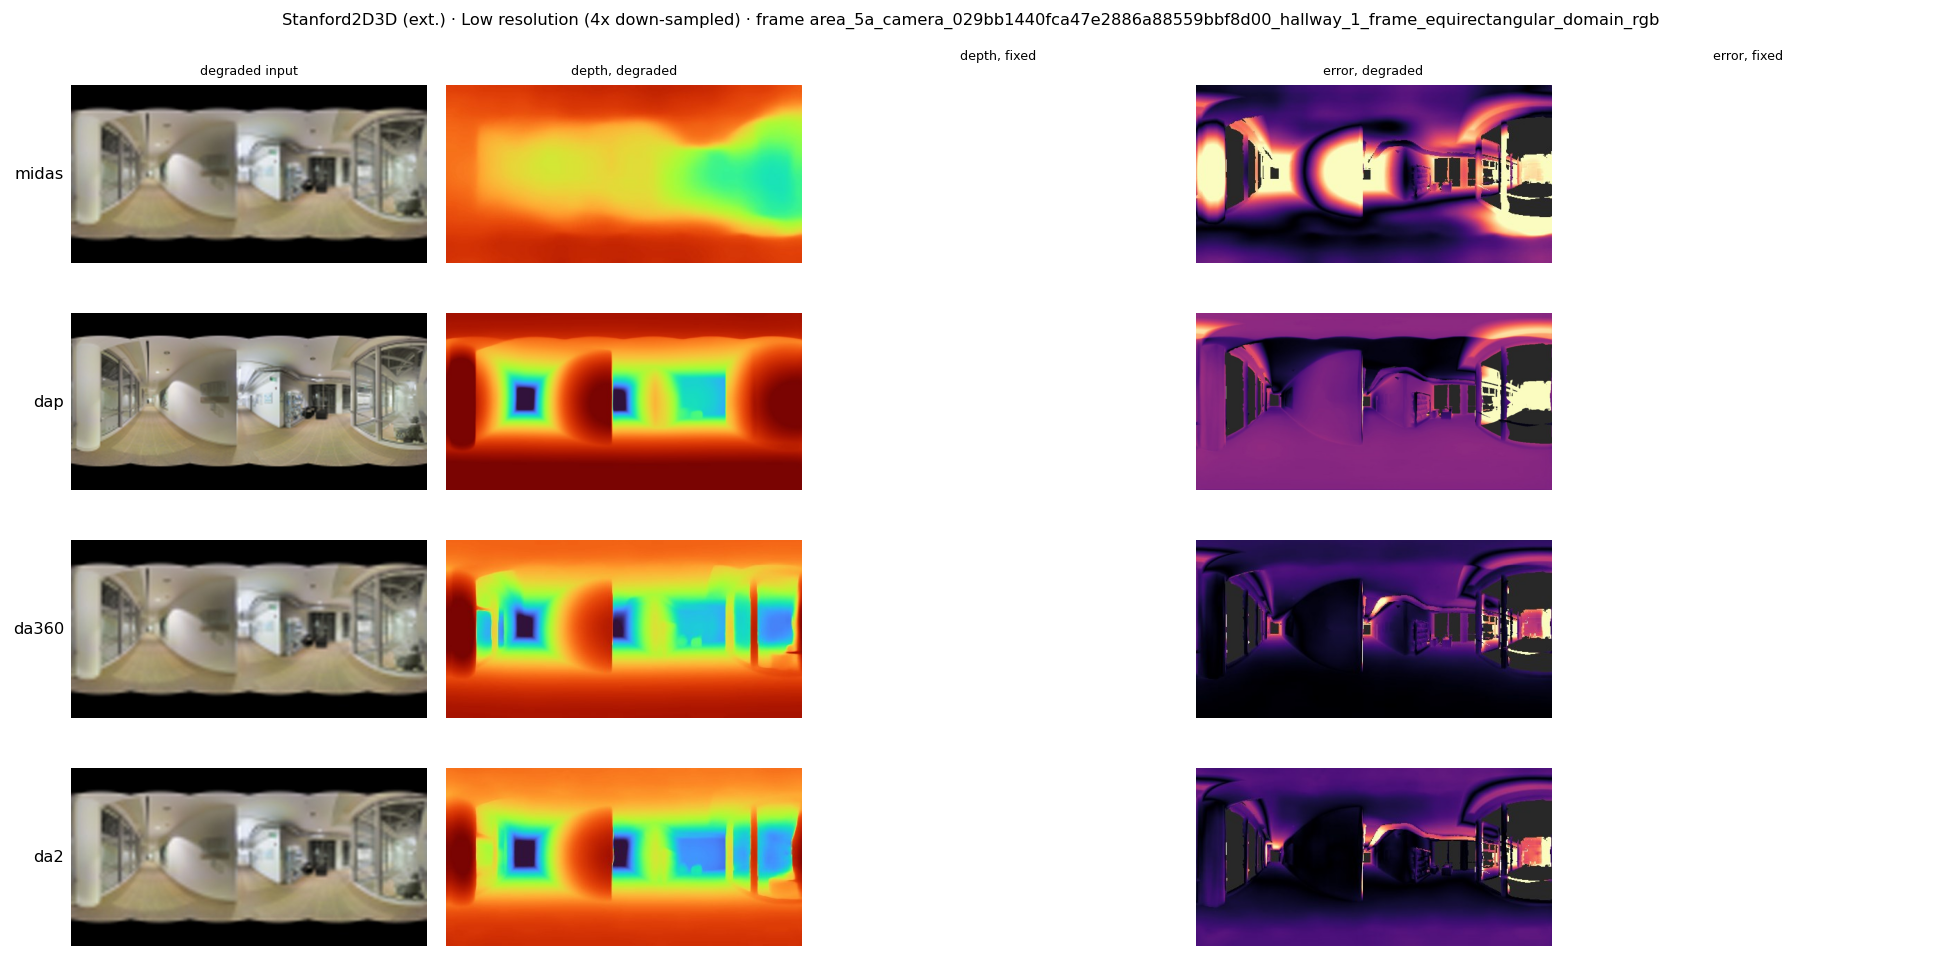 Stanford2D3D (ext.) · Low resolution (4x down-sampled) · frame area_5a_camera_029bb1440fca47e2886a88559bbf8d00_hallway_1_frame_equirectangular_domain_rgb
degraded input
depth, degraded
depth, fixed
error, degraded
error, fixed
midas
dap
da360
da2